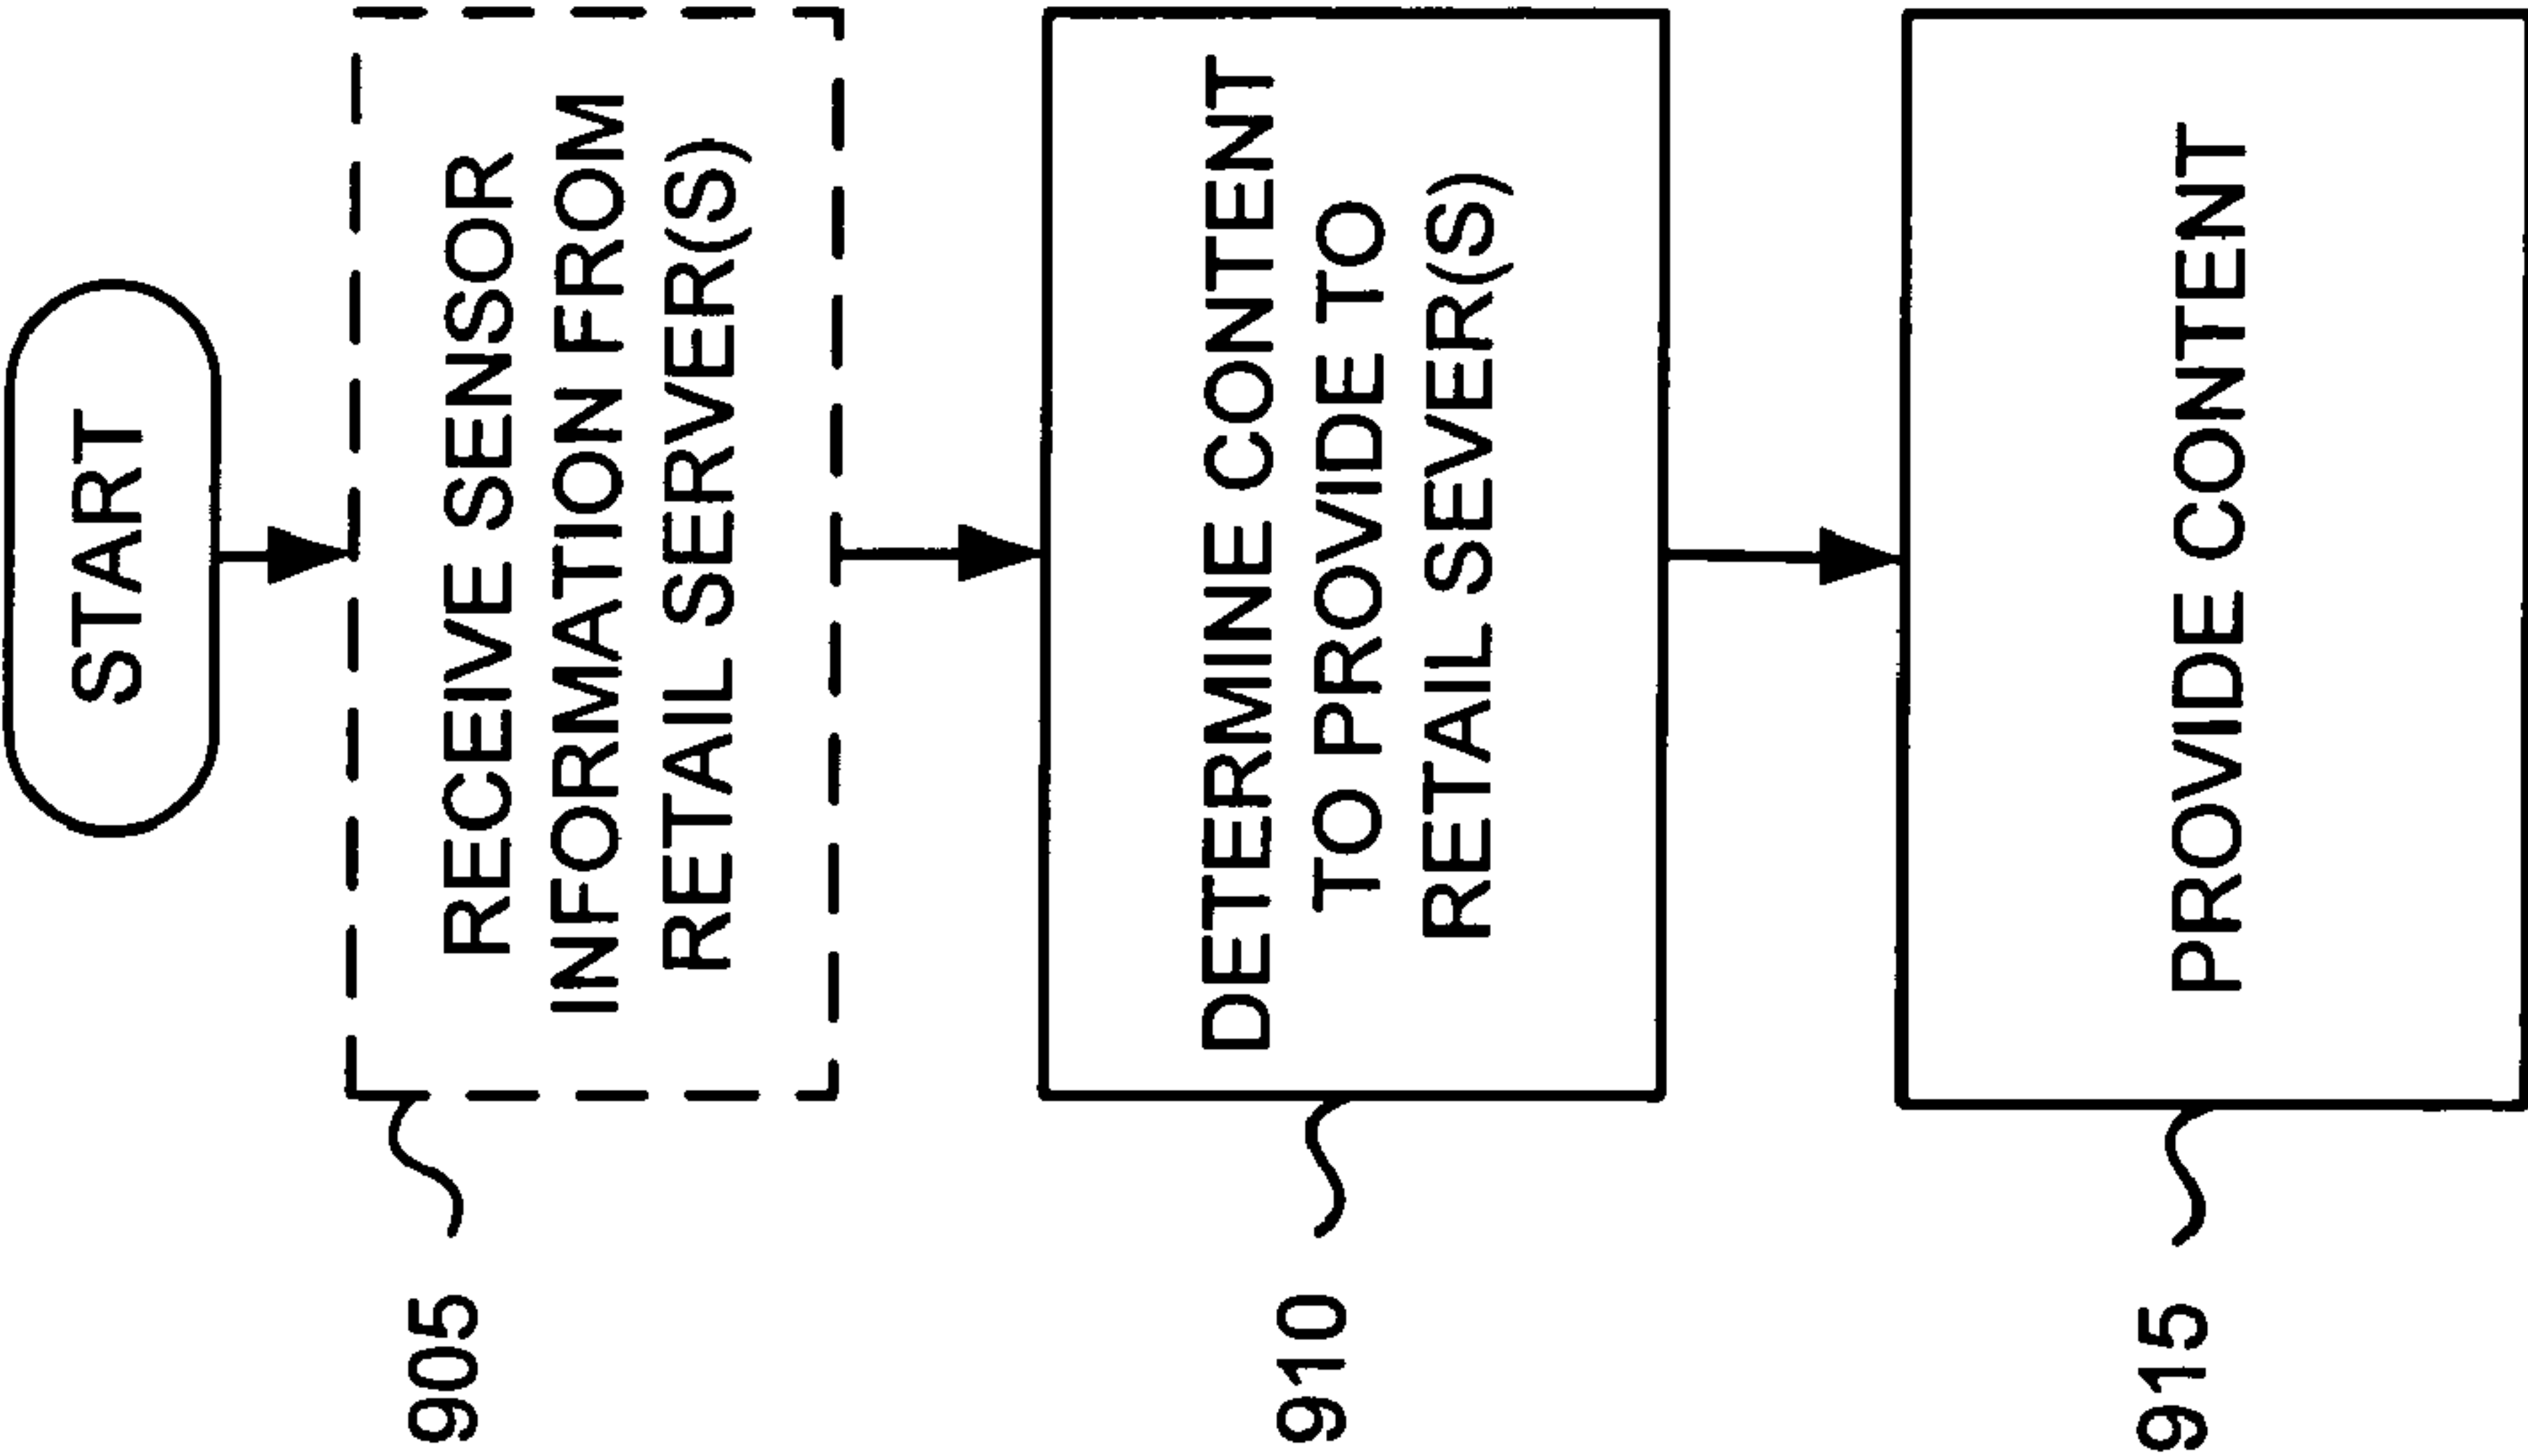 START
905
RECEIVE SENSOR
INFORMATION FROM
RETAIL SERVER(S)
910
DETERMINE CONTENT
TO PROVIDE TO
RETAIL SEVER(S)
915
PROVIDE CONTENT